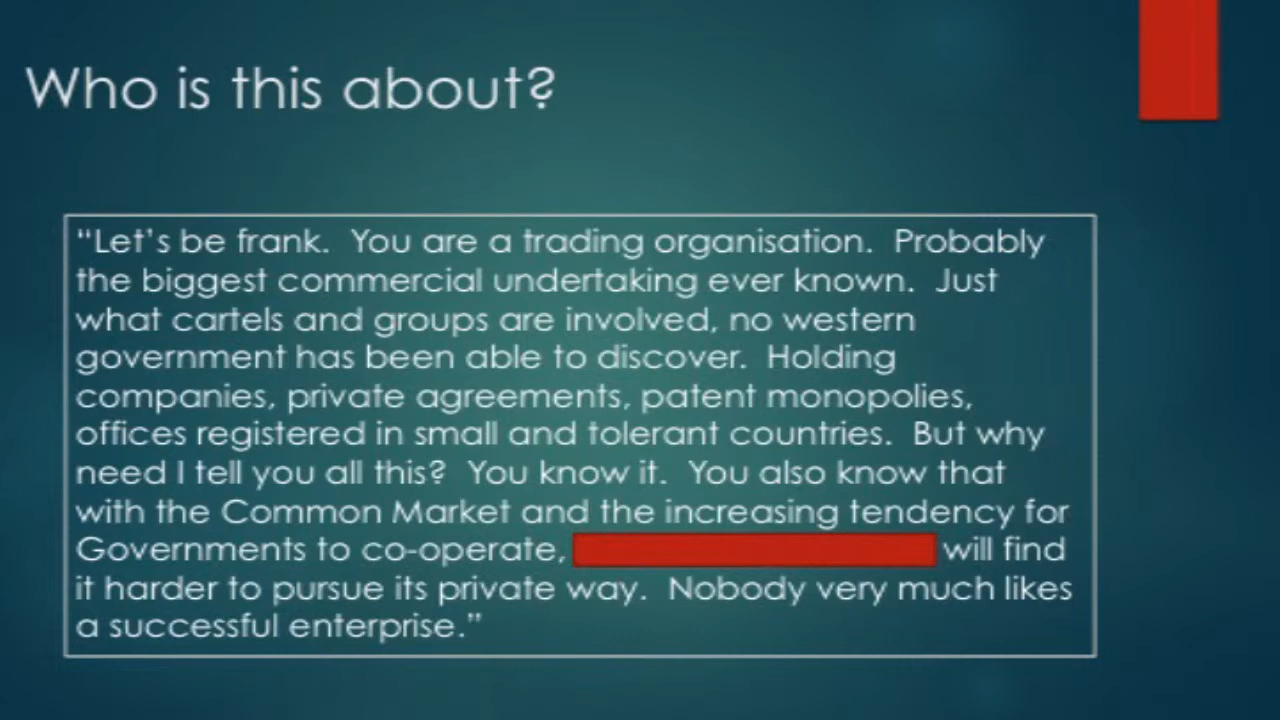 Who is this about?
“Let’s be frank.  You are a trading organisation.  Probably
the biggest commercial undertaking ever known.  Just
what cartels and groups are involved, no western
government has been able to discover.  Holding
companies, private agreements, patent monopolies,
offices registered in small and tolerant countries.  But why
need I tell you all this?  You know it.  You also know that
with the Common Market and the increasing tendency for
Governments to co-operate, will find
it harder to pursue its private way.  Nobody very much likes
a successful enterprise.”